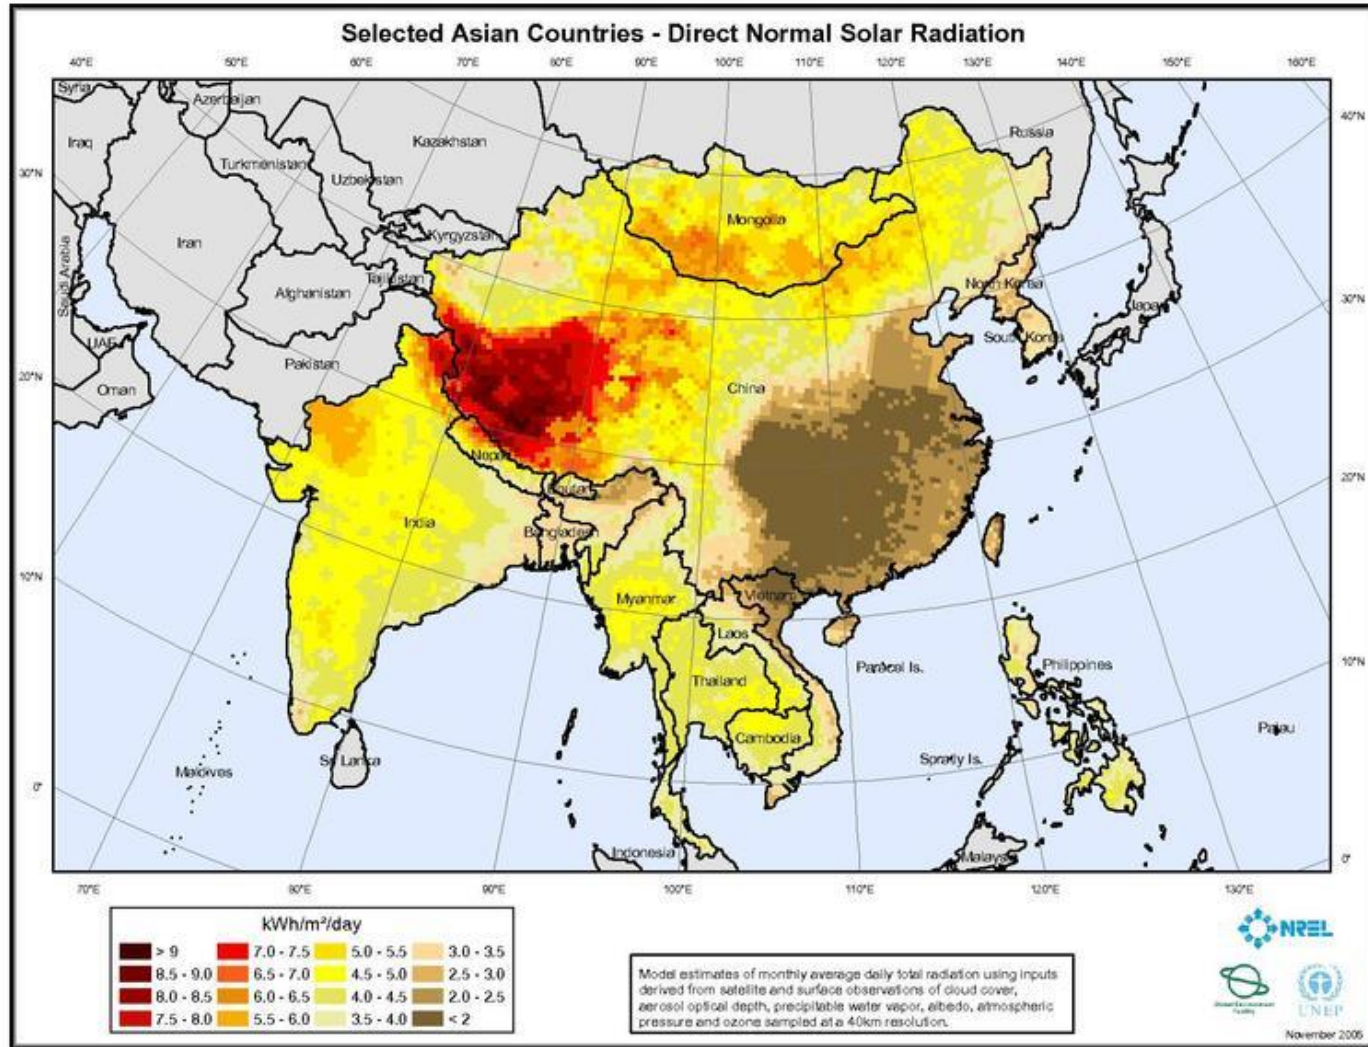 Selected Asian Countries - Direct Normal Solar Radiation
40°E 50°E 60°E 70°E 80°E 90°E 100°E 110°E 120°E 130°E 140°E 150°E 160°E
Syria
Azerbaijan
Iraq
Kazakhstan
Russia
40°N
Turkmenistan
Uzbekistan
30°N
Mongolia
Kyrgyzstan
Iran
Saudi Arabia
Tajikistan
Afghanistan
North Korea
30°N
Japan
South Korea
UAE
Pakistan
20°N
Oman
China
Nepal
20°N
Bhutan
India
Bangladesh
10°N
Myanmar
Vietnam
Laos
Paracel Is.
Philippines
10°N
Thailand
Palau
Cambodia
Sri Lanka
Spratly Is.
Maldives
0°
Indonesia
Malaysia
0°
70°E 80°E 90°E 100°E 110°E 120°E 130°E
kWh/m²/day
> 9 7.0 - 7.5 5.0 - 5.5 3.0 - 3.5
8.5 - 9.0 6.5 - 7.0 4.5 - 5.0 2.5 - 3.0
8.0 - 8.5 6.0 - 6.5 4.0 - 4.5 2.0 - 2.5
7.5 - 8.0 5.5 - 6.0 3.5 - 4.0 < 2
Model estimates of monthly average daily total radiation using inputs
derived from satellite and surface observations of cloud cover,
aerosol optical depth, precipitable water vapor, albedo, atmospheric
pressure and ozone sampled at a 40km resolution.
NREL
Global Environment
Facility
UNEP
November 2005